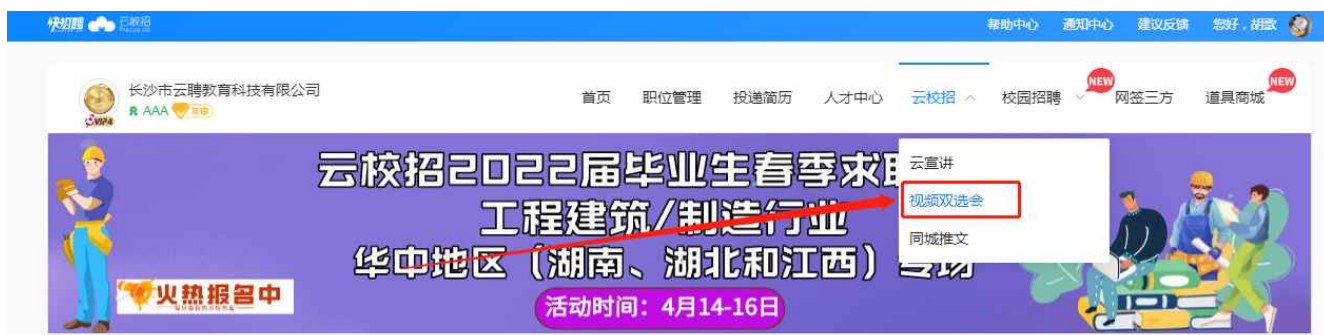 快招聘 云校招 帮助中心 通知中心 建议反馈 您好，胡歌
长沙市云聘教育科技有限公司
AAA
VIP4
首页 职位管理 投递简历 人才中心 云校招 校园招聘 NEW 网签三方 道具商城 NEW
云宣讲
视频双选会
同城推文
云校招2022届毕业生春季求
工程建筑/制造行业
华中地区（湖南、湖北和江西）专场
火热报名中
活动时间：4月14-16日